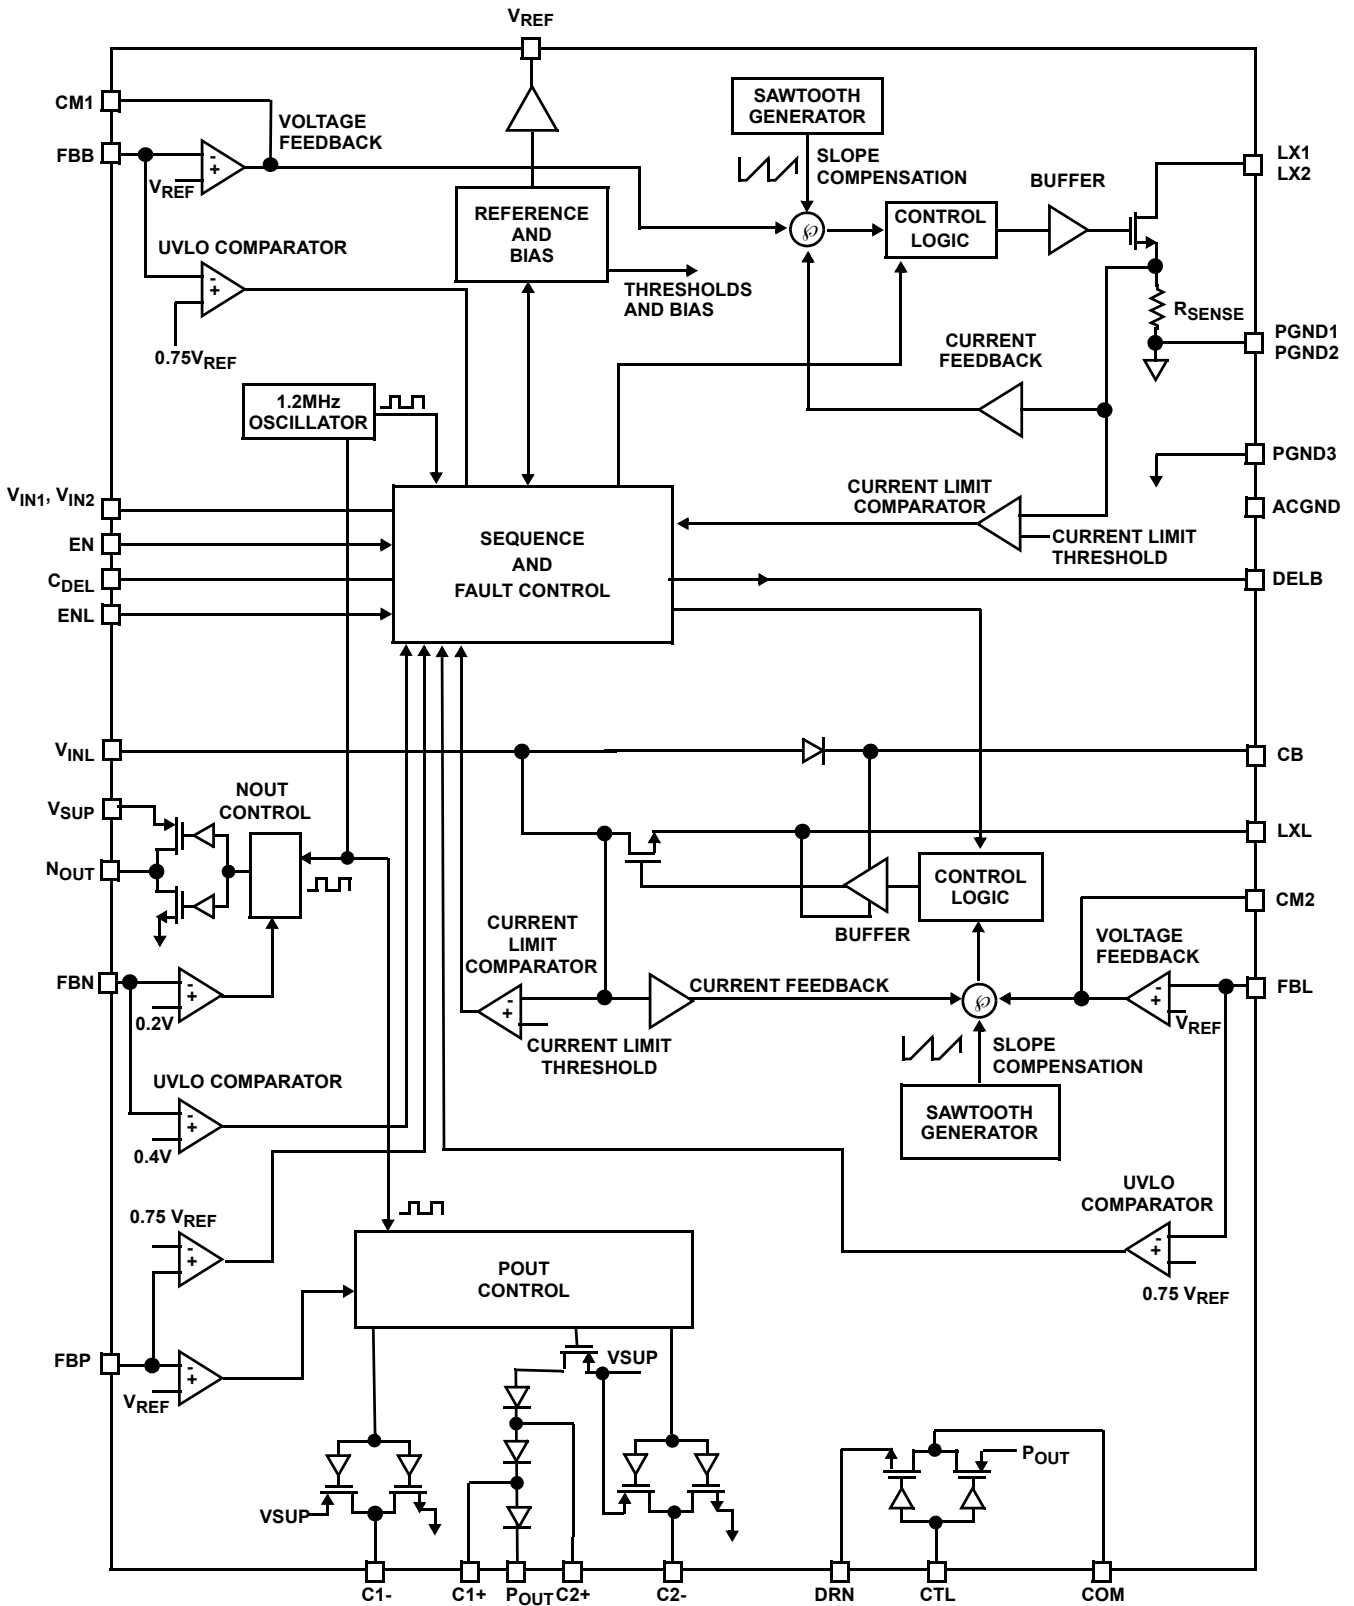 VREF
CM1
FBB
VOLTAGE
FEEDBACK
- +
VREF
UVLO COMPARATOR
- +
0.75VREF
REFERENCE
AND
BIAS
THRESHOLDS
AND BIAS
SAWTOOTH
GENERATOR
SLOPE
COMPENSATION
CONTROL
LOGIC
BUFFER
LX1
LX2
RSENSE
PGND1
PGND2
CURRENT
FEEDBACK
1.2MHz
OSCILLATOR
PGND3
ACGND
CURRENT LIMIT
COMPARATOR
CURRENT LIMIT
THRESHOLD
VIN1, VIN2
EN
CDEL
ENL
SEQUENCE
AND
FAULT CONTROL
DELB
VINL
CB
VSUP
NOUT
CONTROL
NOUT
LXL
CONTROL
LOGIC
BUFFER
CM2
CURRENT
LIMIT
COMPARATOR
- +
CURRENT LIMIT
THRESHOLD
CURRENT FEEDBACK
VOLTAGE
FEEDBACK
- +
VREF
FBL
FBN
- +
0.2V
SLOPE
COMPENSATION
SAWTOOTH
GENERATOR
UVLO COMPARATOR
- +
0.4V
UVLO
COMPARATOR
- +
0.75 VREF
0.75 VREF
- +
POUT
CONTROL
FBP
- +
VREF
VSUP
VSUP
POUT
C1-
C1+
POUT
C2+
C2-
DRN
CTL
COM